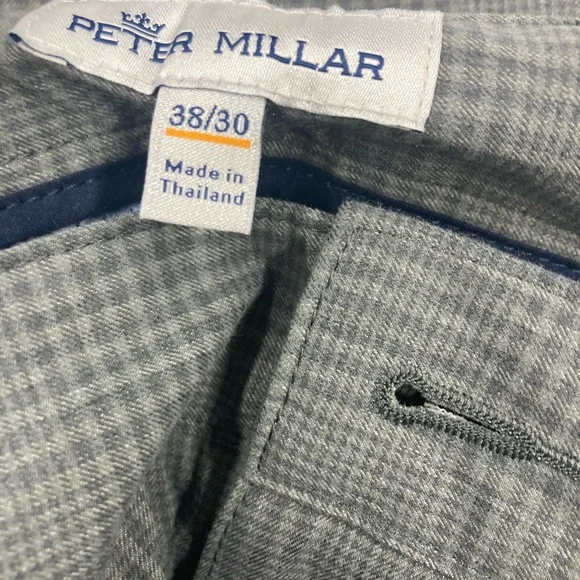 PETER MILLAR
38/30
Made in
Thailand